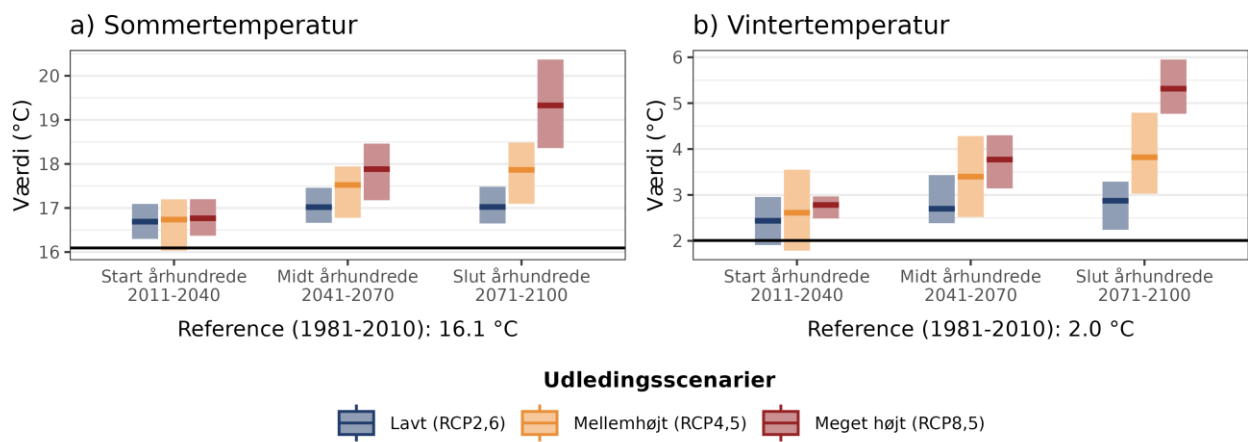 a) Sommertemperatur
Værdi (°C)
20
19
18
17
16
Start århundrede
2011-2040
Midt århundrede
2041-2070
Slut århundrede
2071-2100
Reference (1981-2010): 16.1 °C
b) Vintertemperatur
Værdi (°C)
6
5
4
3
2
Start århundrede
2011-2040
Midt århundrede
2041-2070
Slut århundrede
2071-2100
Reference (1981-2010): 2.0 °C
Udledingsscenarier
Lavt (RCP2,6)
Mellemhøjt (RCP4,5)
Meget højt (RCP8,5)